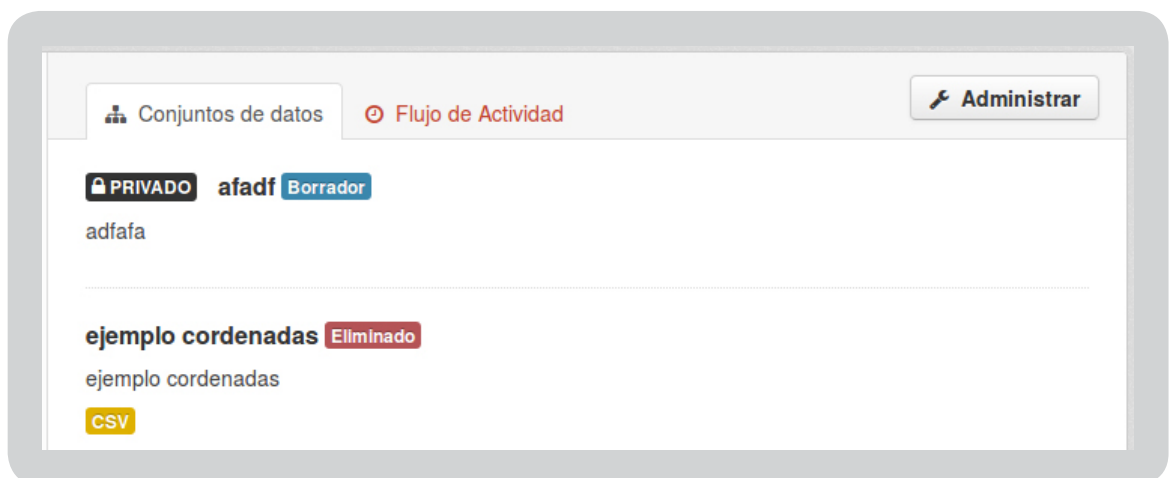 Conjuntos de datos Flujo de Actividad Administrar
PRIVADO afadf Borrador
adfafa
ejemplo cordenadas Eliminado
ejemplo cordenadas
CSV